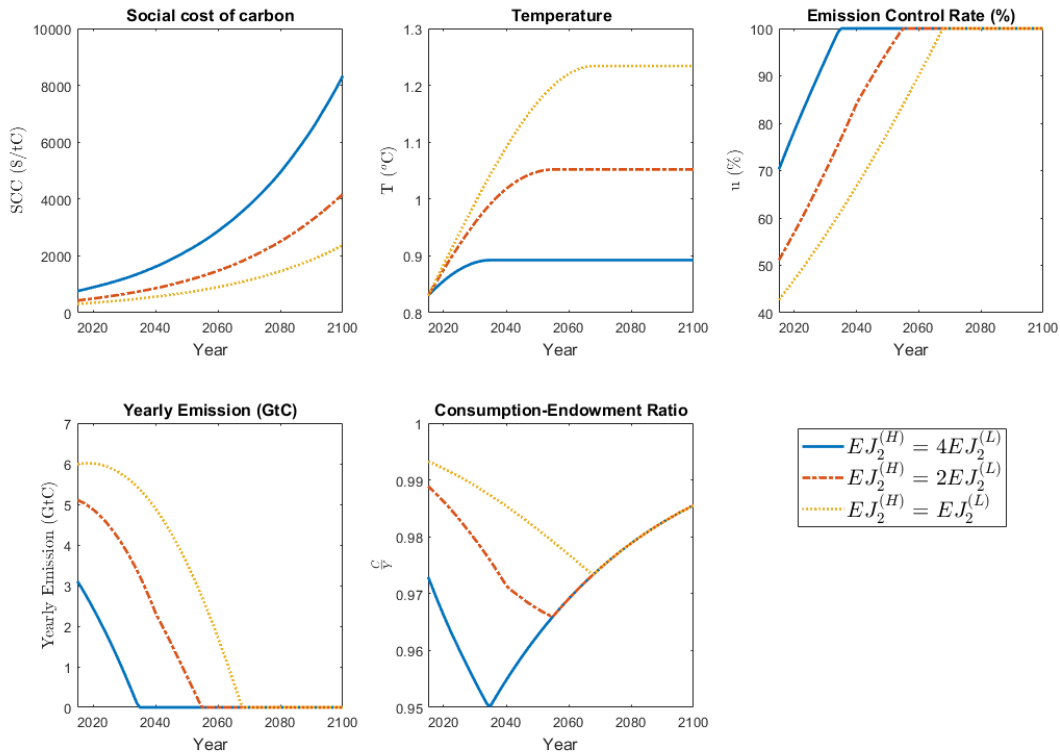 Social cost of carbon
SCC ($/tC)
10000
8000
6000
4000
2000
0
2020 2040 2060 2080 2100
Year
Temperature
T (°C)
1.3
1.2
1.1
1
0.9
0.8
2020 2040 2060 2080 2100
Year
Emission Control Rate (%)
u (%)
100
90
80
70
60
50
40
2020 2040 2060 2080 2100
Year
Yearly Emission (GtC)
Yearly Emission (GtC)
7
6
5
4
3
2
1
0
2020 2040 2060 2080 2100
Year
Consumption-Endowment Ratio
C/Y
1
0.99
0.98
0.97
0.96
0.95
2020 2040 2060 2080 2100
Year
EJ₂^(H) = 4EJ₂^(L)
EJ₂^(H) = 2EJ₂^(L)
EJ₂^(H) = EJ₂^(L)